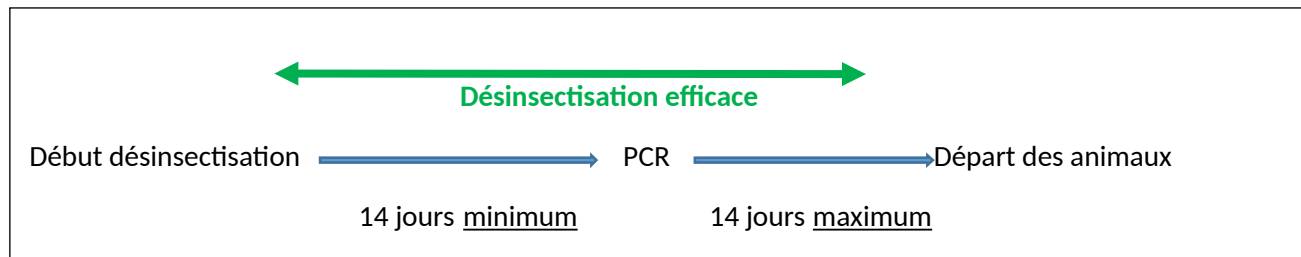 Désinsectisation efficace
Début désinsectisation PCR Départ des animaux
14 jours minimum 14 jours maximum